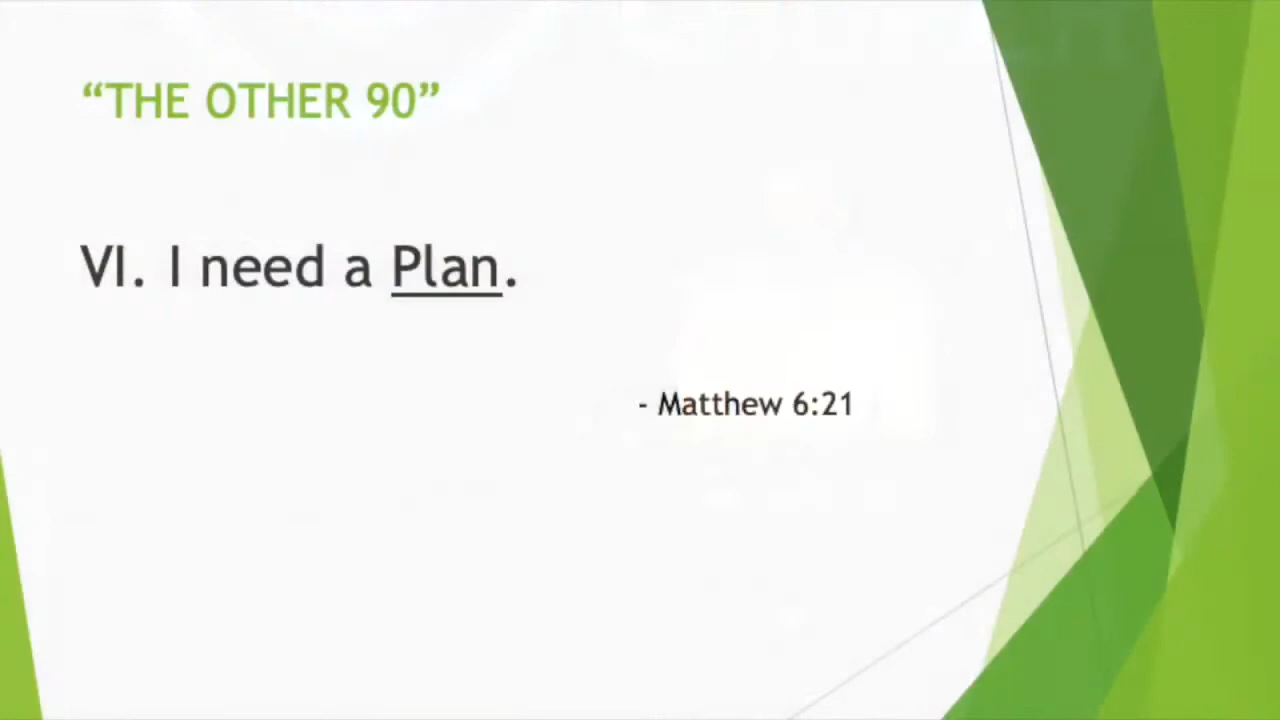 “THE OTHER 90”
VI. I need a Plan.
- Matthew 6:21